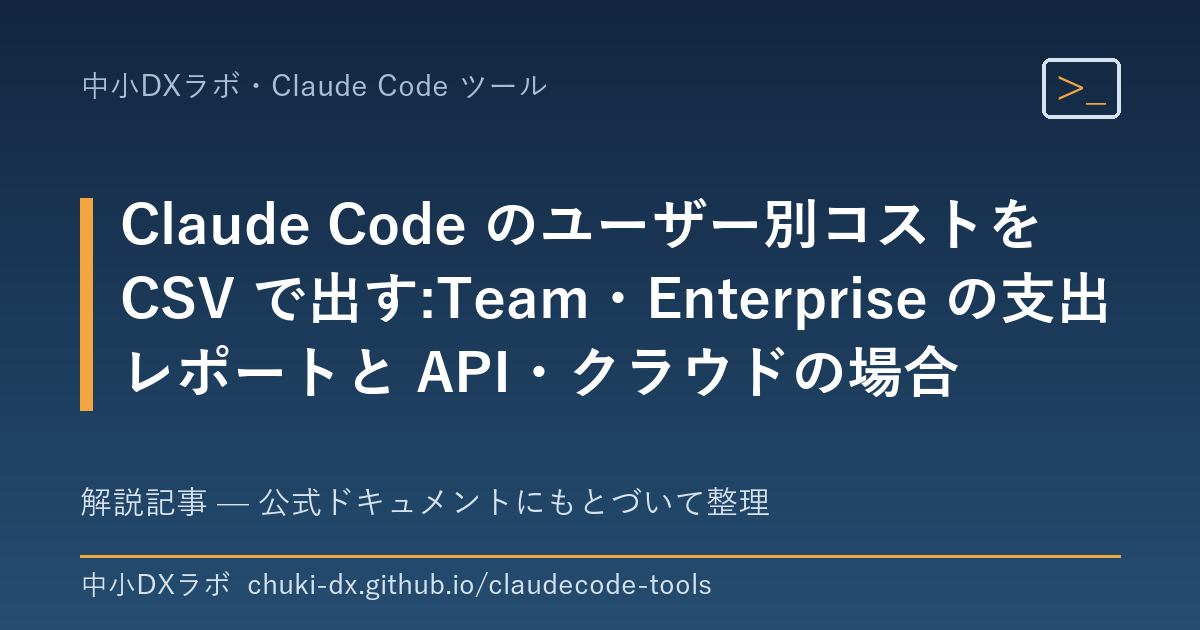 中小DXラボ・Claude Code ツール
>_
Claude Code のユーザー別コストを
CSV で出す:Team・Enterprise の支出
レポートと API・クラウドの場合
解説記事 — 公式ドキュメントにもとづいて整理
中小DXラボ chuki-dx.github.io/claudecode-tools